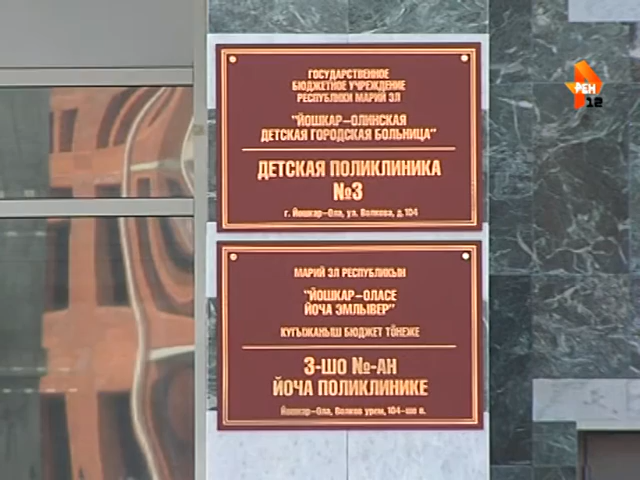 ГОСУДАРСТВЕННОЕ
БЮДЖЕТНОЕ УЧРЕЖДЕНИЕ
РЕСПУБЛИКИ МАРИЙ ЭЛ
"ЙОШКАР-ОЛИНСКАЯ
ДЕТСКАЯ ГОРОДСКАЯ БОЛЬНИЦА"
ДЕТСКАЯ ПОЛИКЛИНИКА
№3
г. Йошкар-Ола, ул. Волкова, д. 104
МАРИЙ ЭЛ РЕСПУБЛИКЫН
"ЙОШКАР-ОЛАСЕ
ЙОЧА ЭМЛЫВЕР"
КУГЫЖАНЫШ БЮДЖЕТ ТӦНЕЖЕ
3-ШО №-АН
ЙОЧА ПОЛИКЛИНИКЕ
Йошкар-Ола, Волков урем, 104-ше п.
РЕН
12